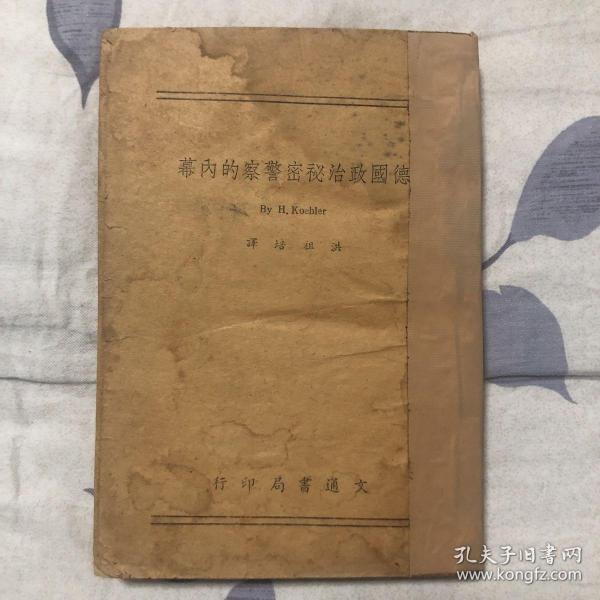 德國政治祕密警察的內幕
By H. Koehler
洪祖培譯
文通書局印行
孔夫子旧书网
www.kongfz.com